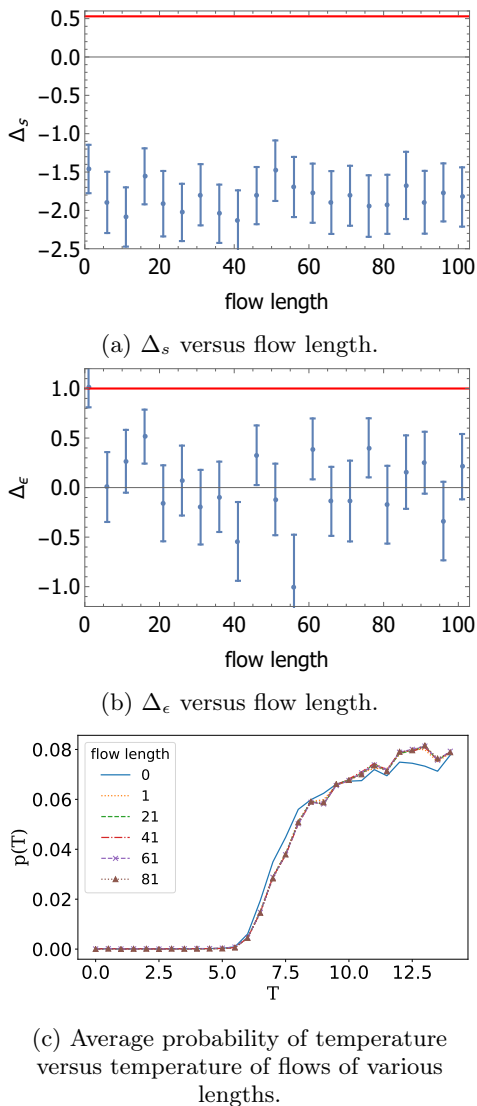 0.5
0.0
−0.5
−1.0
−1.5
−2.0
−2.5
Δs
0 20 40 60 80 100
flow length
(a) Δs versus flow length.
1.0
0.5
0.0
−0.5
−1.0
Δϵ
0 20 40 60 80 100
flow length
(b) Δϵ versus flow length.
0.08
0.06
0.04
0.02
0.00
p(T)
flow length
0
1
21
41
61
81
0.0 2.5 5.0 7.5 10.0 12.5
T
(c) Average probability of temperature
versus temperature of flows of various
lengths.